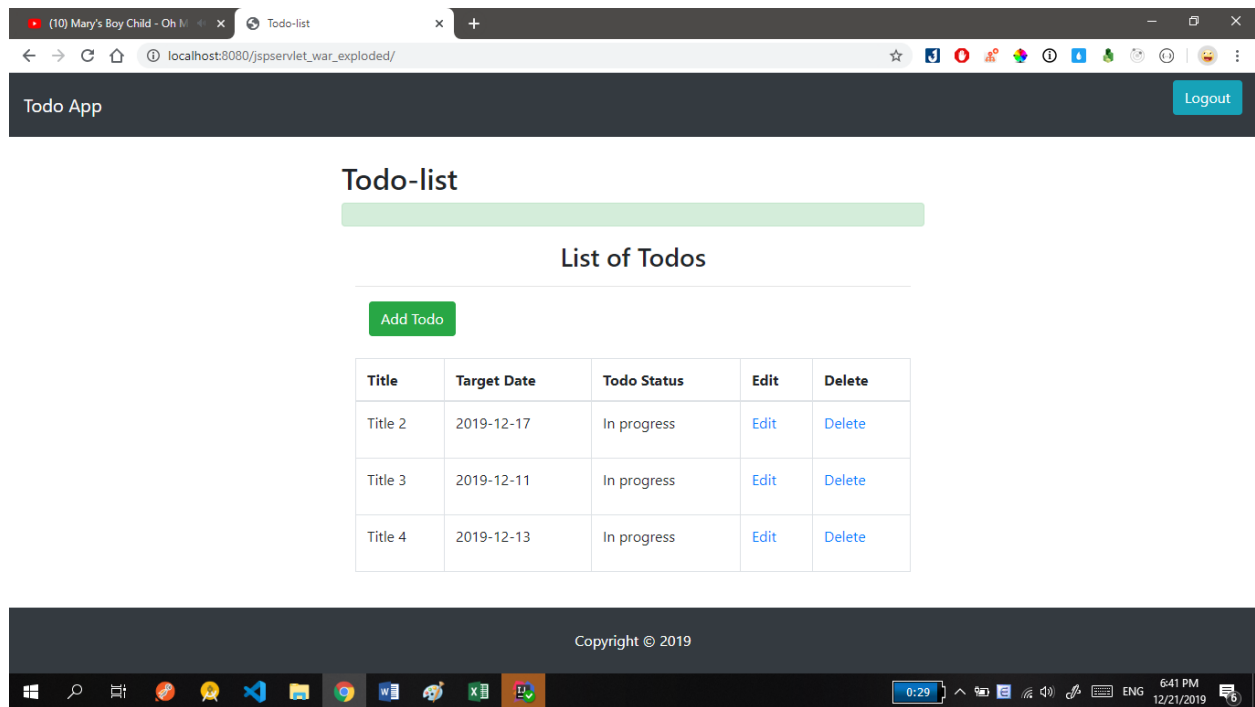 (10) Mary's Boy Child - Oh M
Todo-list
localhost:8080/jspservlet_war_exploded/
Todo App
Logout
Todo-list
List of Todos
Add Todo
Title Target Date Todo Status Edit Delete
Title 2 2019-12-17 In progress Edit Delete
Title 3 2019-12-11 In progress Edit Delete
Title 4 2019-12-13 In progress Edit Delete
Copyright © 2019
0:29 ENG 6:41 PM
12/21/2019 6